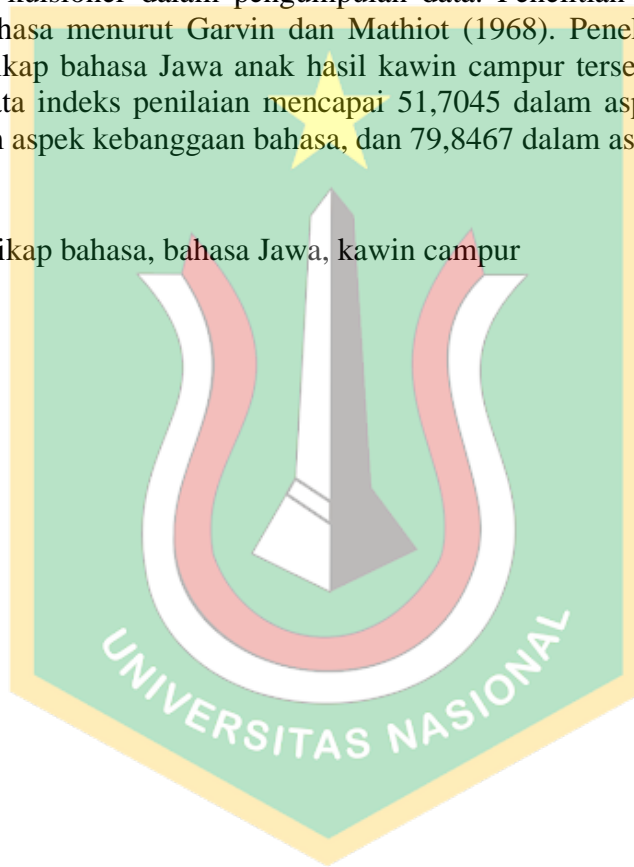 kuisioner dalam pengumpulan data. Penelitian
hasa menurut Garvin dan Mathiot (1968). Penel
ikap bahasa Jawa anak hasil kawin campur terse
ata indeks penilaian mencapai 51,7045 dalam asp
n aspek kebanggaan bahasa, dan 79,8467 dalam as
ikap bahasa, bahasa Jawa, kawin campur
UNIVERSITAS NASIONAL